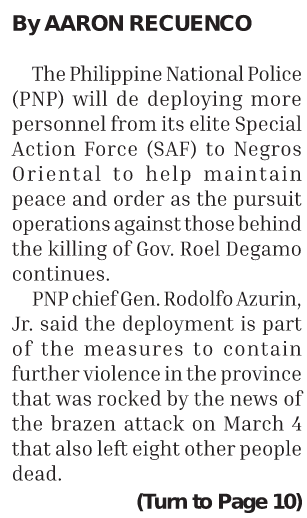 By AARON RECUENCO
The Philippine National Police
(PNP) will de deploying more
personnel from its elite Special
Action Force (SAF) to Negros
Oriental to help maintain
peace and order as the pursuit
operations against those behind
the killing of Gov. Roel Degamo
continues.
PNP chief Gen. Rodolfo Azurin,
Jr. said the deployment is part
of the measures to contain
further violence in the province
that was rocked by the news of
the brazen attack on March 4
that also left eight other people
dead.
(Turn to Page 10)